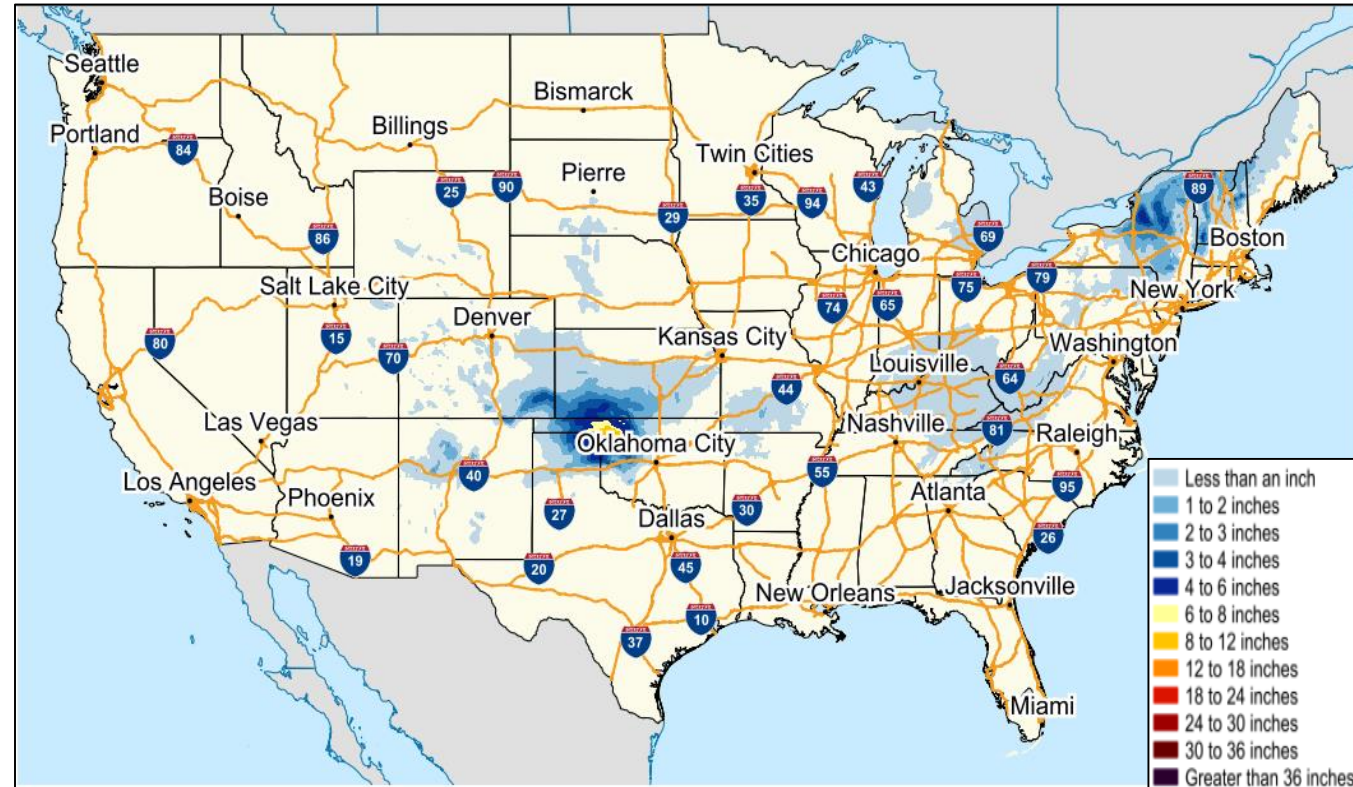 Seattle
Bismarck
Portland
Billings
84
Twin Cities
Pierre
43
25
90
89
Boise
35
94
29
69
86
Boston
Chicago
79
Salt Lake City
75
New York
Denver
74
65
Kansas City
80
15
Washington
70
Louisville
44
64
Las Vegas
Nashville
81
Oklahoma City
Raleigh
40
55
Los Angeles
Phoenix
95
Atlanta
27
30
Dallas
26
19
20
45
New Orleans
Jacksonville
10
37
Miami
Less than an inch
1 to 2 inches
2 to 3 inches
3 to 4 inches
4 to 6 inches
6 to 8 inches
8 to 12 inches
12 to 18 inches
18 to 24 inches
24 to 30 inches
30 to 36 inches
Greater than 36 inches